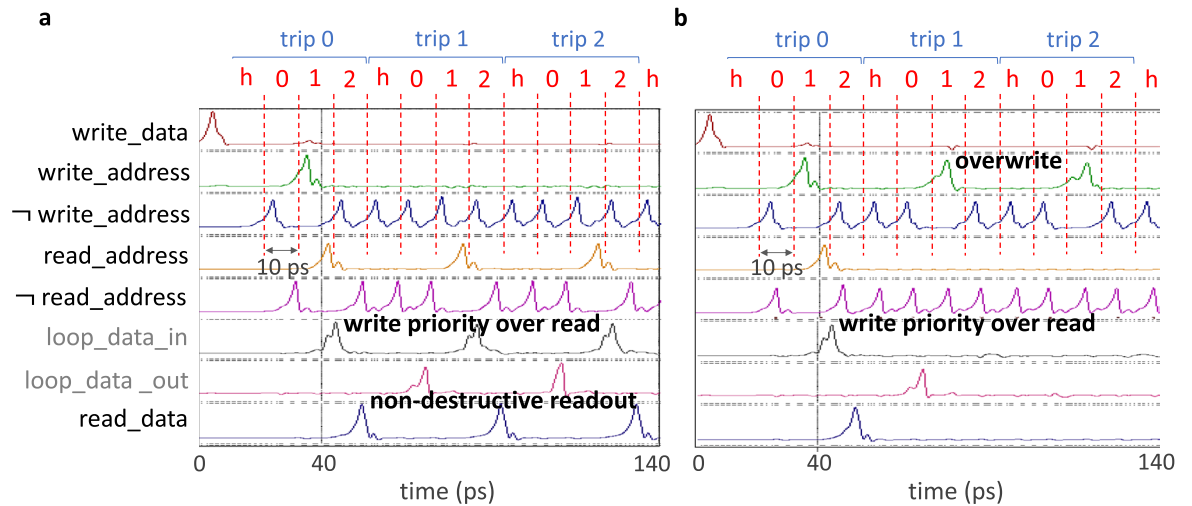 a
trip 0 trip 1 trip 2
h 0 1 2 h 0 1 2 h 0 1 2 h
write_data
write_address
¬ write_address
read_address
10 ps
¬ read_address
write priority over read
loop_data_in
loop_data _out
non-destructive readout
read_data
0 40 140
time (ps)
b
trip 0 trip 1 trip 2
h 0 1 2 h 0 1 2 h 0 1 2 h
overwrite
10 ps
write priority over read
0 40 140
time (ps)